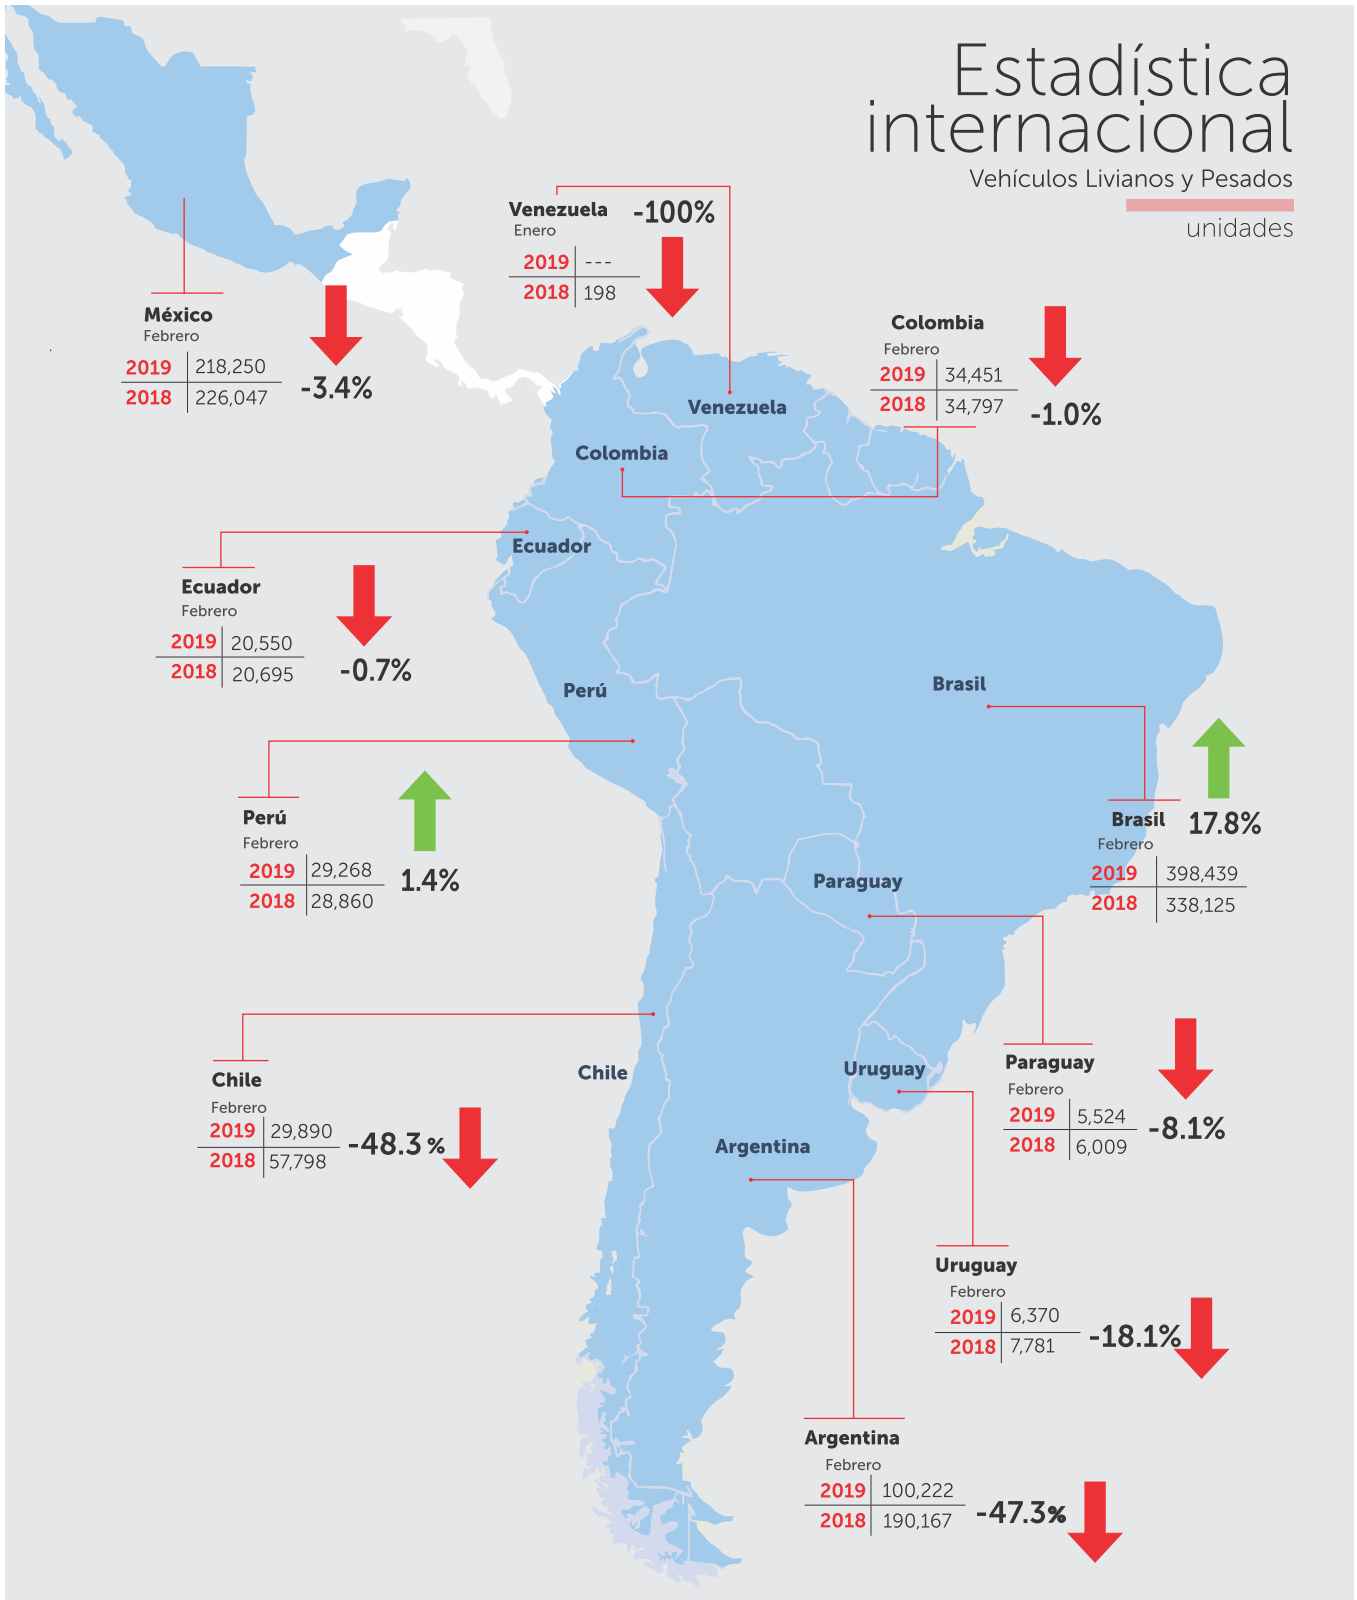 Estadística
internacional
Vehículos Livianos y Pesados
unidades
Venezuela -100%
Enero
2019 ---
2018 198
México
Febrero
2019 218,250
2018 226,047
-3.4%
Colombia
Febrero
2019 34,451
2018 34,797
-1.0%
Venezuela
Colombia
Ecuador
Ecuador
Febrero
2019 20,550
2018 20,695
-0.7%
Perú
Brasil
Perú
Febrero
2019 29,268
2018 28,860
1.4%
Brasil 17.8%
Febrero
2019 398,439
2018 338,125
Paraguay
Chile
Febrero
2019 29,890
2018 57,798
-48.3 %
Chile
Uruguay
Paraguay
Febrero
2019 5,524
2018 6,009
-8.1%
Argentina
Uruguay
Febrero
2019 6,370
2018 7,781
-18.1%
Argentina
Febrero
2019 100,222
2018 190,167
-47.3%